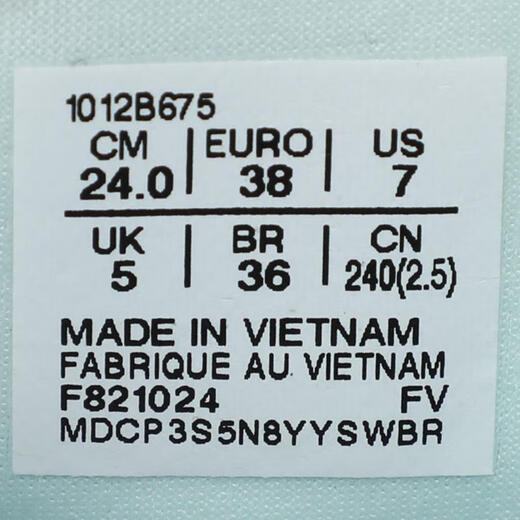 1012B675
CM EURO US
24.0 38 7
UK BR CN
5 36 240(2.5)
MADE IN VIETNAM
FABRIQUE AU VIETNAM
F821024 FV
MDCP3S5N8YYSWBR